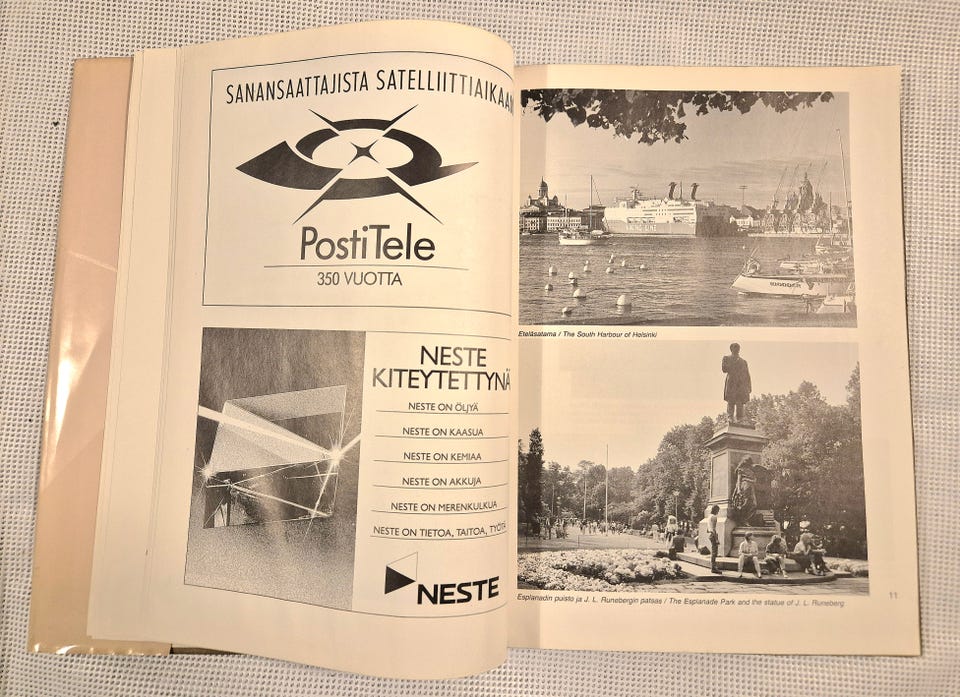 SANANSAATTAJISTA SATELLIITTIAIKAAN
PostiTele
350 VUOTTA
NESTE
KITEYTETTYNÄ
NESTE ON ÖLJYÄ
NESTE ON KAASUA
NESTE ON KEMIAA
NESTE ON AKKUJA
NESTE ON MERENKULKUA
NESTE ON TIETOA, TAITOA, TYÖTÄ
NESTE
VIKING LINE
Eteläsatama / The South Harbour of Helsinki
Esplanadin puisto ja J. L. Runebergin patsas / The Esplanade Park and the statue of J. L. Runeberg
11